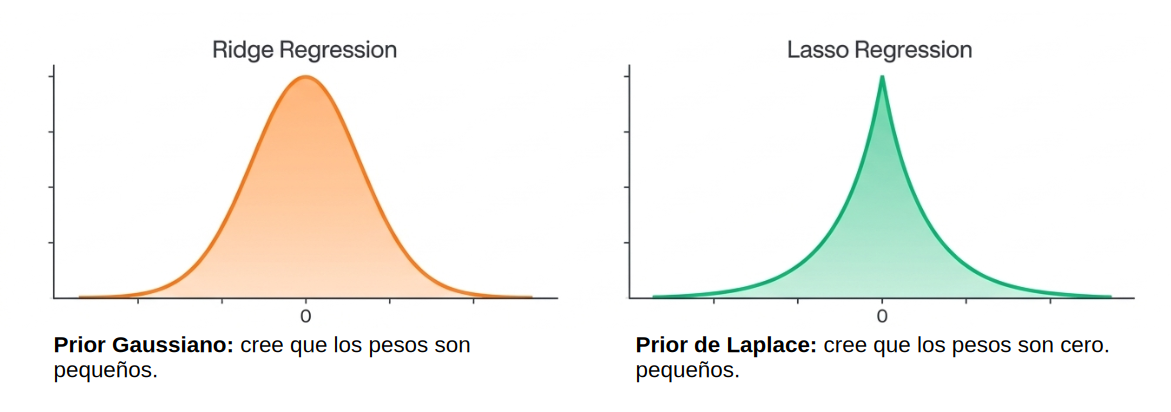 Ridge Regression
0
Prior Gaussiano: cree que los pesos son
pequeños.
Lasso Regression
0
Prior de Laplace: cree que los pesos son cero.
pequeños.